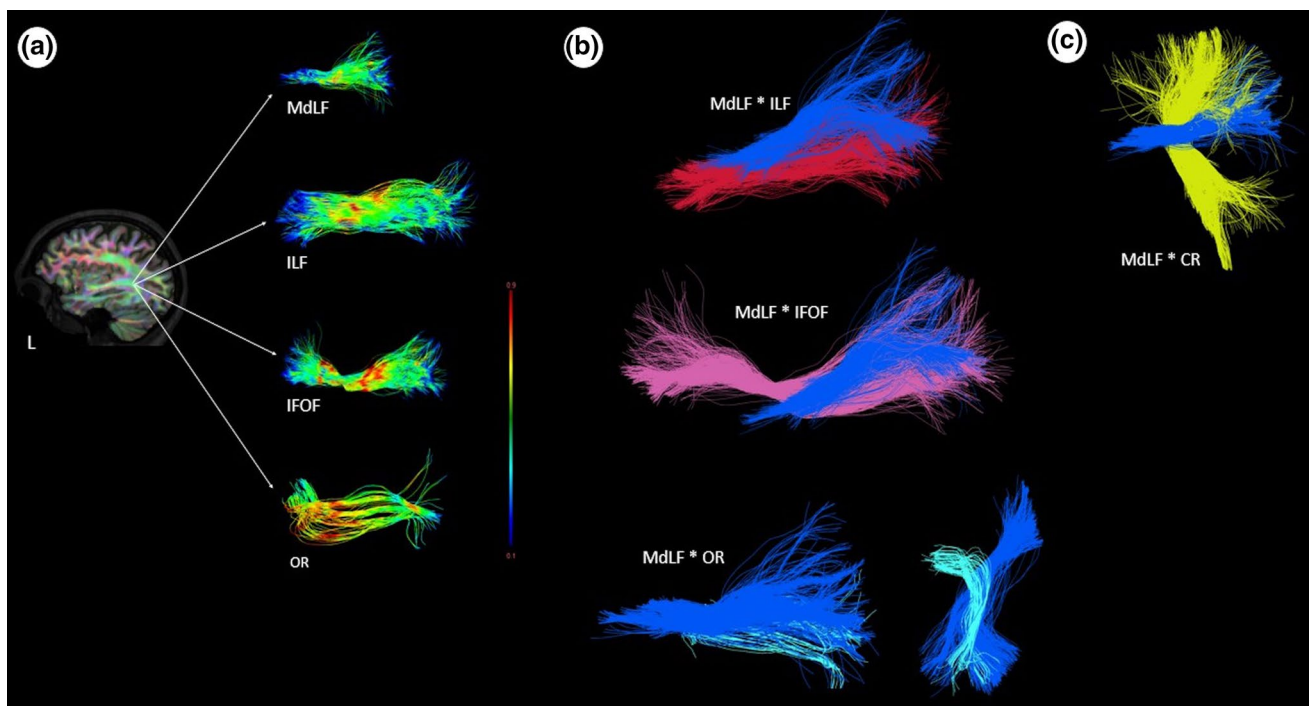 (a)
MdLF
ILF
IFOF
OR
L
0.9
0.1
(b)
MdLF * ILF
MdLF * IFOF
MdLF * OR
(c)
MdLF * CR